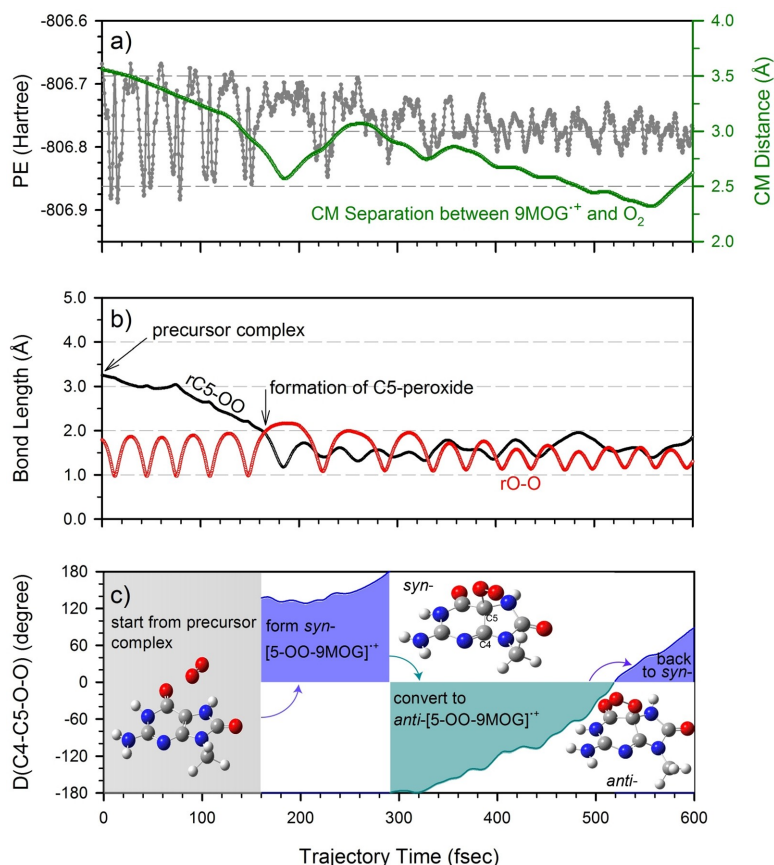 a)
-806.6
-806.7
-806.8
-806.9
PE (Hartree)
4.0
3.5
3.0
2.5
2.0
CM Distance (Å)
CM Separation between 9MOG·+ and O2
b)
5.0
4.0
3.0
2.0
1.0
0.0
Bond Length (Å)
precursor complex
rC5-OO
formation of C5-peroxide
rO-O
c)
180
120
60
0
-60
-120
-180
D(C4-C5-O-O) (degree)
start from precursor
complex
form syn-
[5-OO-9MOG]·+
syn-
C5
C4
convert to
anti-[5-OO-9MOG]·+
back
to syn-
anti-
0
100
200
300
400
500
600
Trajectory Time (fsec)